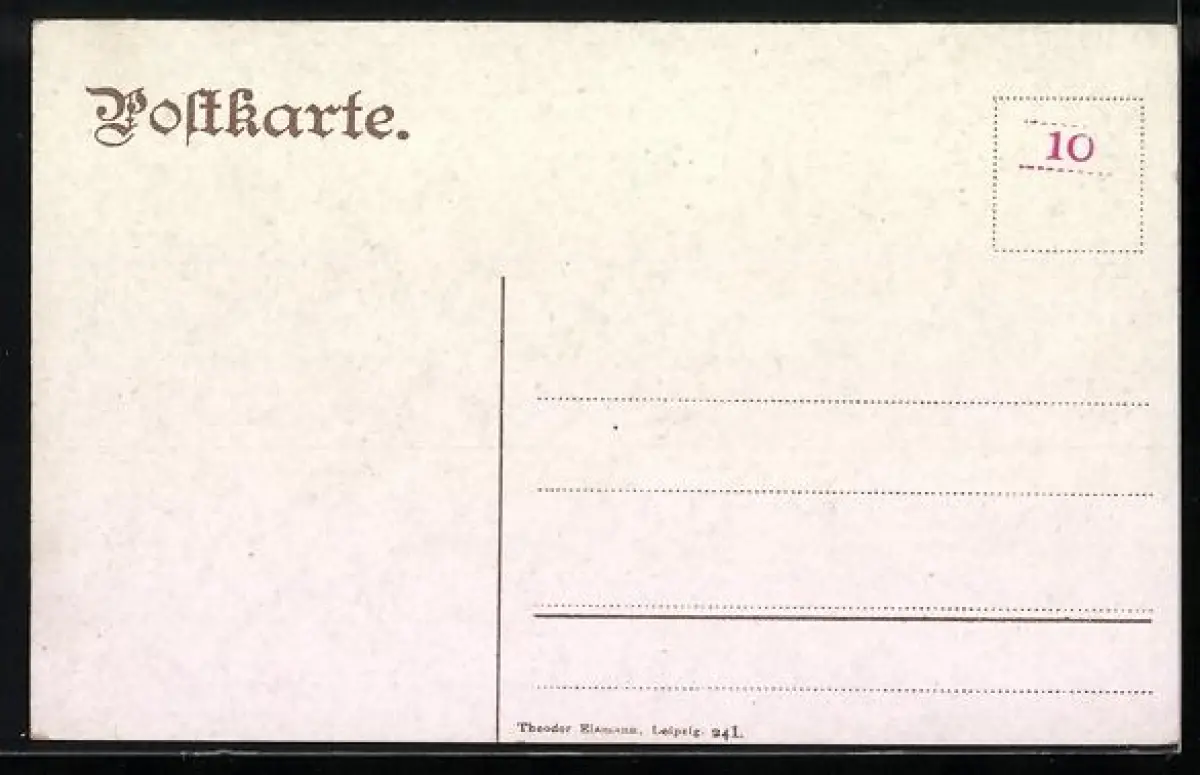 Postkarte.
10
Theodor Eismann, Leipzig. 241.